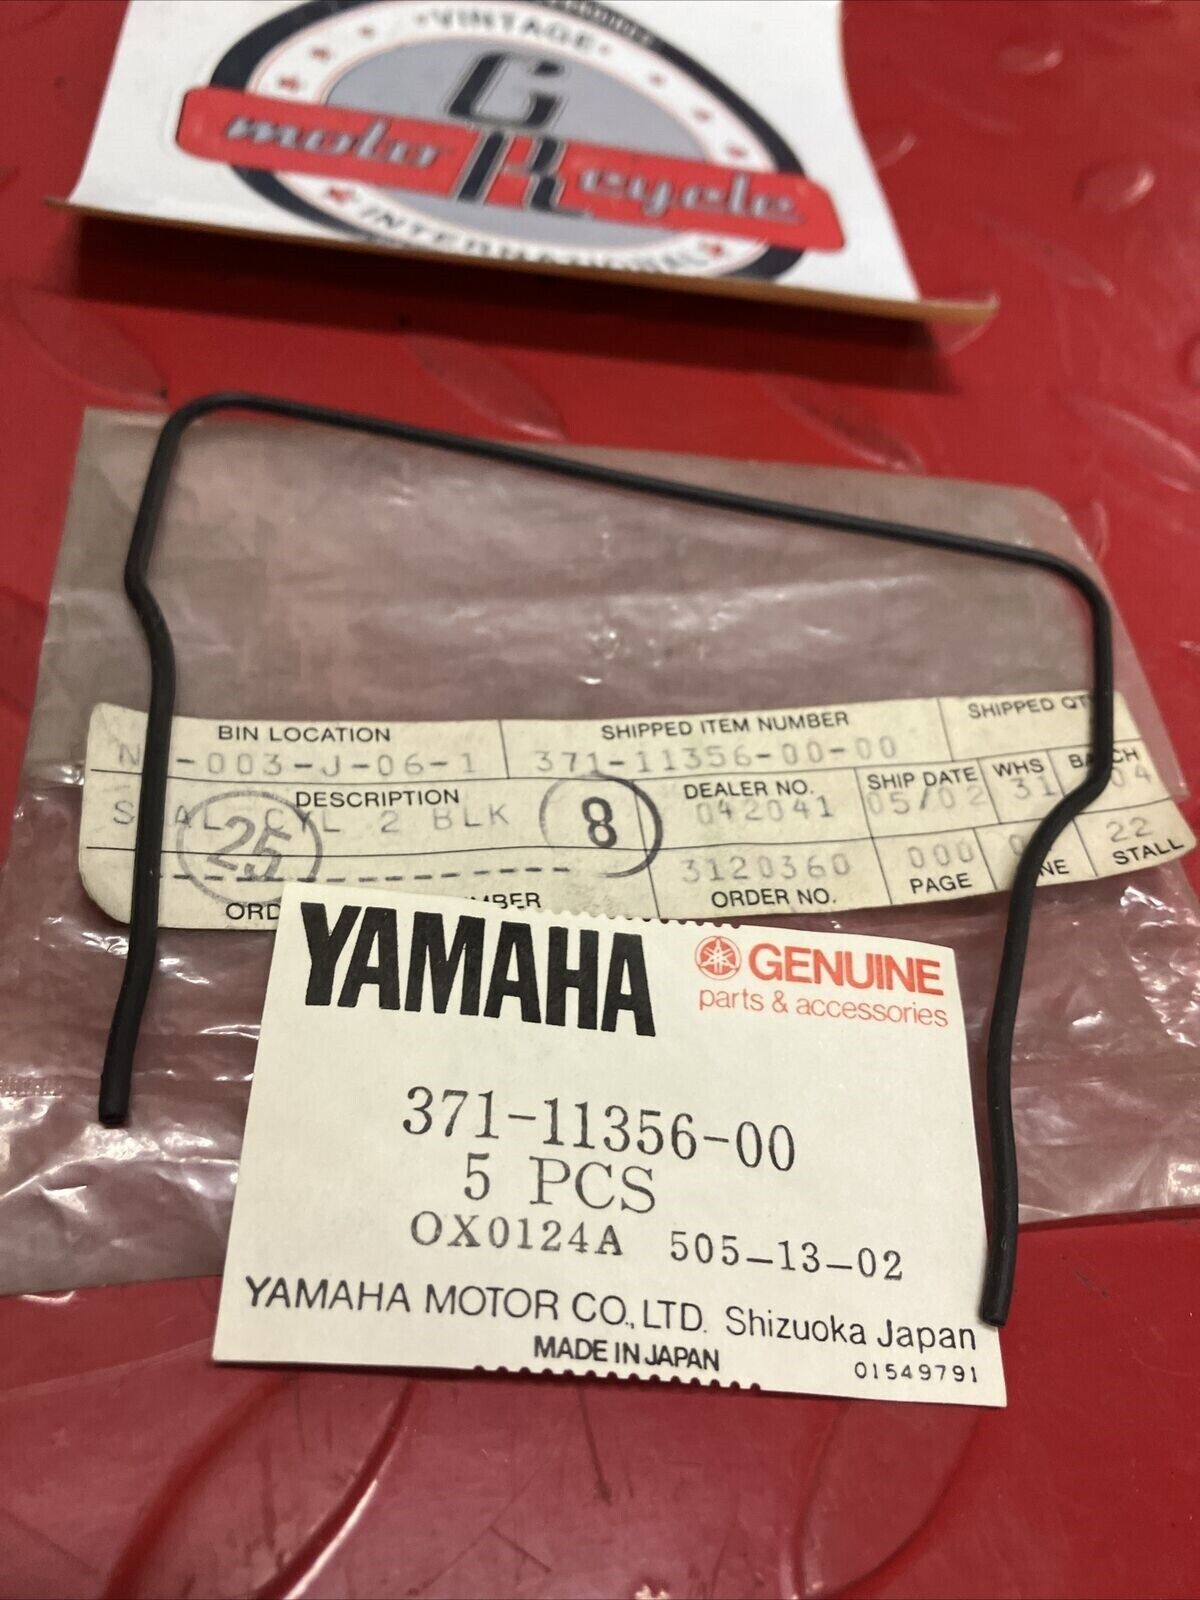 VINTAGE
G
moto R cycle
INTERNATIONAL
BIN LOCATION SHIPPED ITEM NUMBER SHIPPED
-003-J-06-1 371-11356-00-00
DESCRIPTION DEALER NO. SHIP DATE WHS
CYL 2 BLK 8 042041 05/02 31 04
25 3120360 000 22
ORDER NO. PAGE STALL
YAMAHA GENUINE
parts & accessories
371-11356-00
5 PCS
OX0124A 505-13-02
YAMAHA MOTOR CO., LTD. Shizuoka Japan
MADE IN JAPAN 01549791